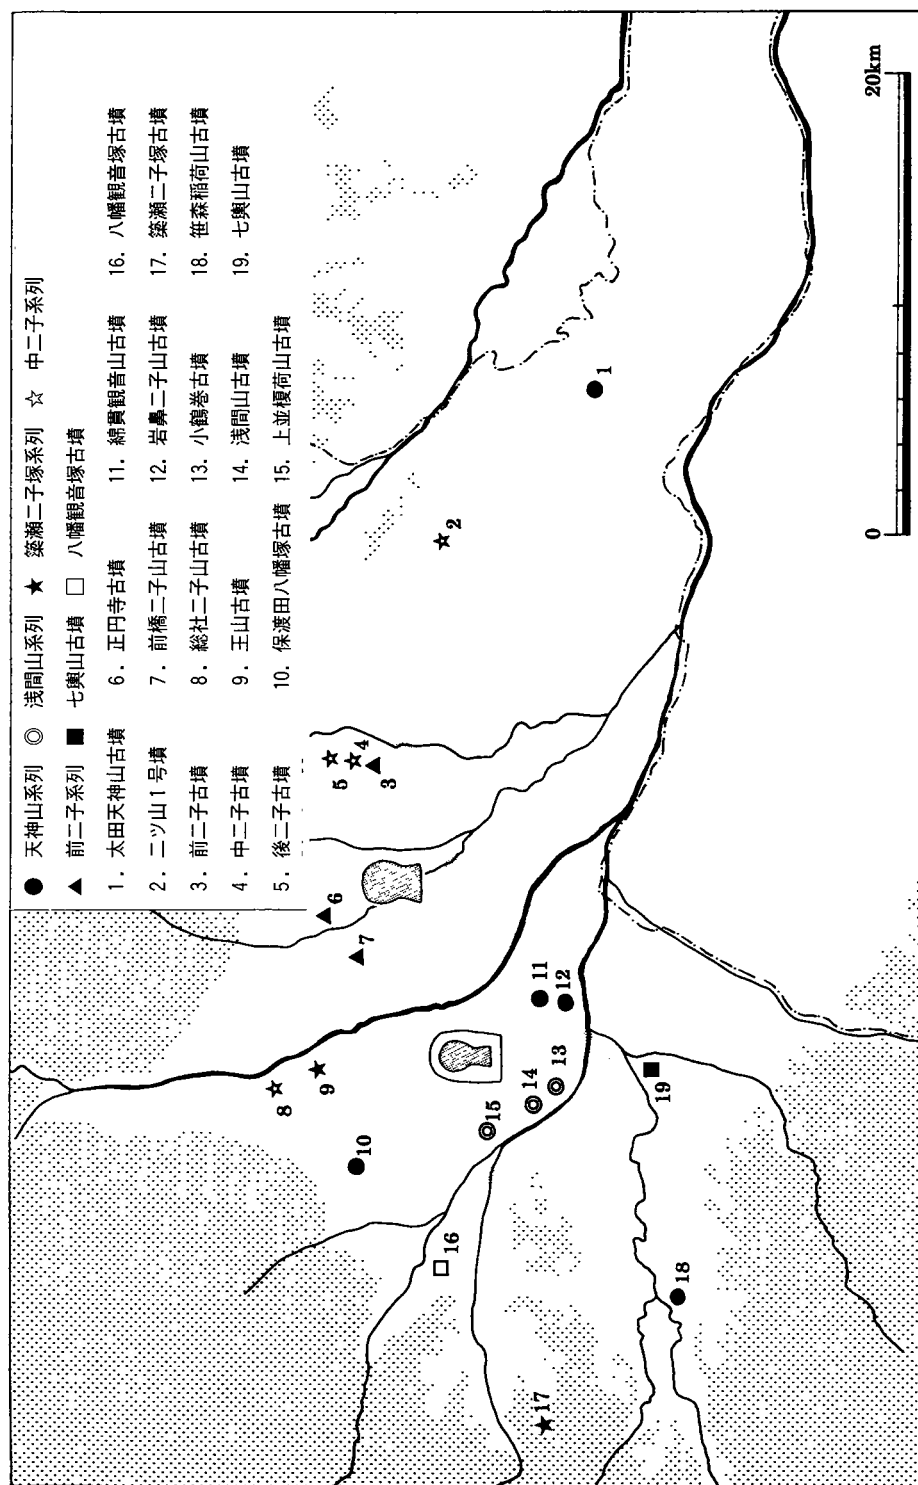 ● 天神山系列 ◎ 浅間山系列 ★ 簗瀬二子塚系列 ☆ 中二子系列
▲ 前二子系列 ■ 七輿山古墳 □ 八幡観音塚古墳
1. 太田天神山古墳 6. 正円寺古墳 11. 綿貫観音山古墳 16. 八幡観音塚古墳
2. 二ツ山1号墳 7. 前橋二子山古墳 12. 岩鼻二子山古墳 17. 簗瀬二子塚古墳
3. 前二子古墳 8. 総社二子山古墳 13. 小鶴巻古墳 18. 笹森稲荷山古墳
4. 中二子古墳 9. 王山古墳 14. 浅間山古墳 19. 七輿山古墳
5. 後二子古墳 10. 保渡田八幡塚古墳 15. 上並榎荷山古墳
8
9
10
6
7
5
4
3
2
1
16
15
14
13
11
12
17
18
19
0
20km